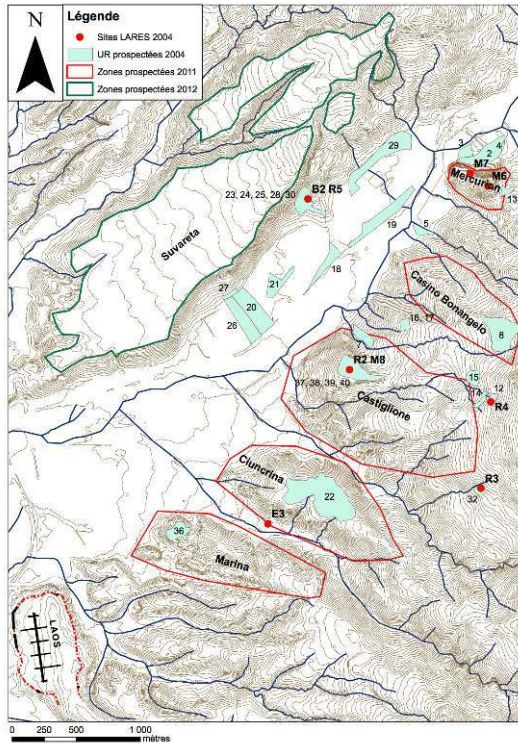 N
Légende
Sites LARES 2004
UR prospectées 2004
Zones prospectées 2011
Zones prospectées 2012
29
3
4
2
M7
M6
Mercurion
13
23, 24, 25, 28, 30
B2 R5
Suvareta
19
5
18
21
27
20
26
Casino Bonangelo
16, 17
8
R2 M8
37, 38, 39, 40
Castiglione
15
14
12
R4
Ciuncrina
22
R3
32
E3
36
Marina
LAOS
0 250 500 1 000
mètres